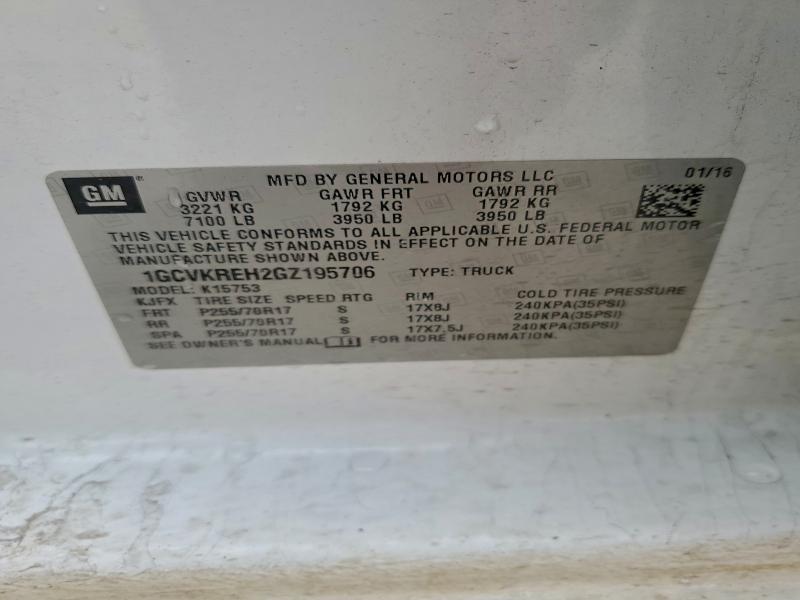 GM
MFD BY GENERAL MOTORS LLC
01/16
GVWR GAWR FRT GAWR RR
3221 KG 1792 KG 1792 KG
7100 LB 3950 LB 3950 LB
THIS VEHICLE CONFORMS TO ALL APPLICABLE U.S. FEDERAL MOTOR
VEHICLE SAFETY STANDARDS IN EFFECT ON THE DATE OF
MANUFACTURE SHOWN ABOVE.
1GCVKREH2GZ195706 TYPE: TRUCK
MODEL: K15753
KJFX TIRE SIZE SPEED RTG RIM COLD TIRE PRESSURE
FRT P255/70R17 S 17X8J 240KPA(35PSI)
RR P255/70R17 S 17X8J 240KPA(35PSI)
SPA P255/70R17 S 17X7.5J 240KPA(35PSI)
SEE OWNER'S MANUAL FOR MORE INFORMATION.